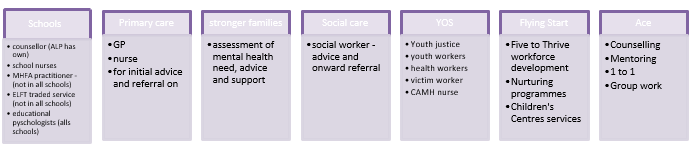 Schools
• counsellor (ALP has
own)
• school nurses
• MHFA practitioner -
(not in all schools)
• ELFT traded service
(not in all schools)
• educational
pyschologists (alls
schools)
Primary care
• GP
• nurse
• for initial advice
and referral on
stronger families
• assessment of
mental health
need, advice
and support
Social care
• social worker -
advice and
onward referral
YOS
• Youth justice
• youth workers
• health workers
• victim worker
• CAMH nurse
Flying Start
• Five to Thrive
workforce
development
• Nurturing
programmes
• Children's
Centres services
Ace
• Counselling
• Mentoring
• 1 to 1
• Group work